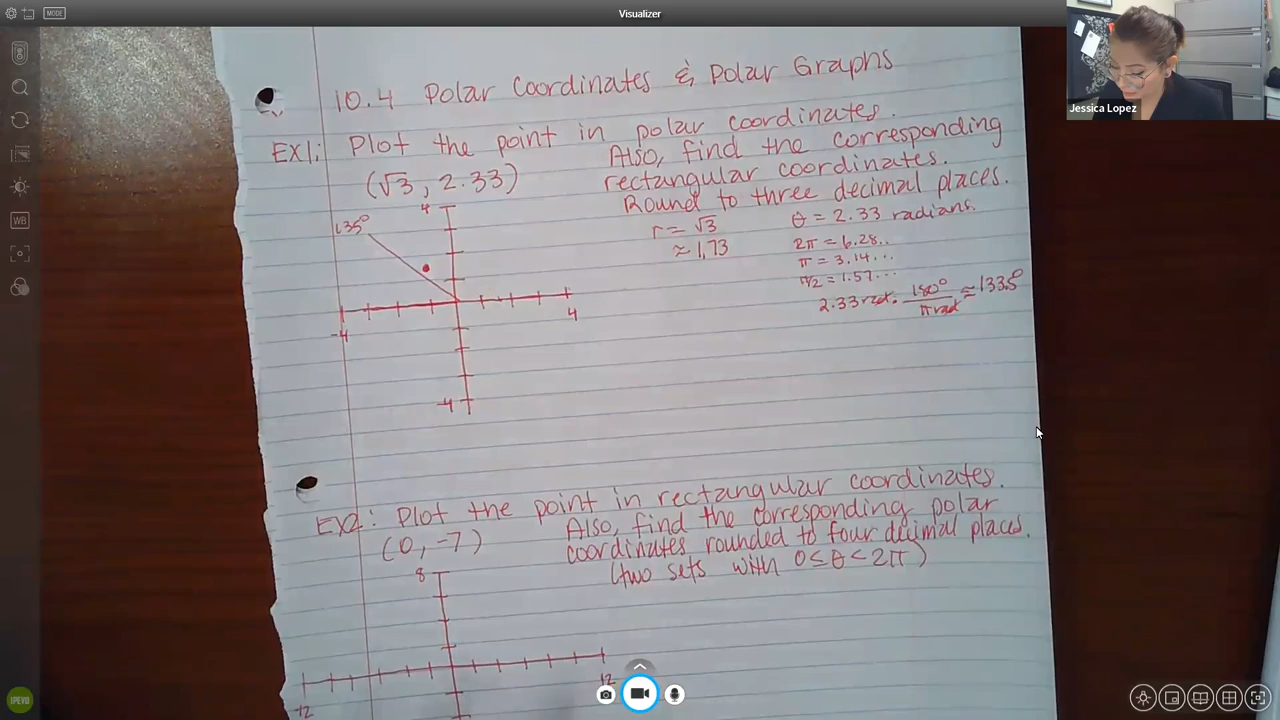 MODE
Visualizer
Jessica Lopez
10.4 Polar Coordinates & Polar Graphs
EX1: Plot the point in polar coordinates.
(√3, 2.33)
Also, find the corresponding
rectangular coordinates.
Round to three decimal places.
r = √3
≈ 1.73
θ = 2.33 radians.
2π = 6.28..
π = 3.14...
π/2 = 1.57...
2.33 rad. 180°/π rad ≈ 133.5°
135°
4
-4
4
-4
EX2: Plot the point in rectangular coordinates.
(0, -7)
Also, find the corresponding polar
coordinates rounded to four decimal places.
(two sets with 0≤θ<2π)
8
-12
12
WB
IPEVO